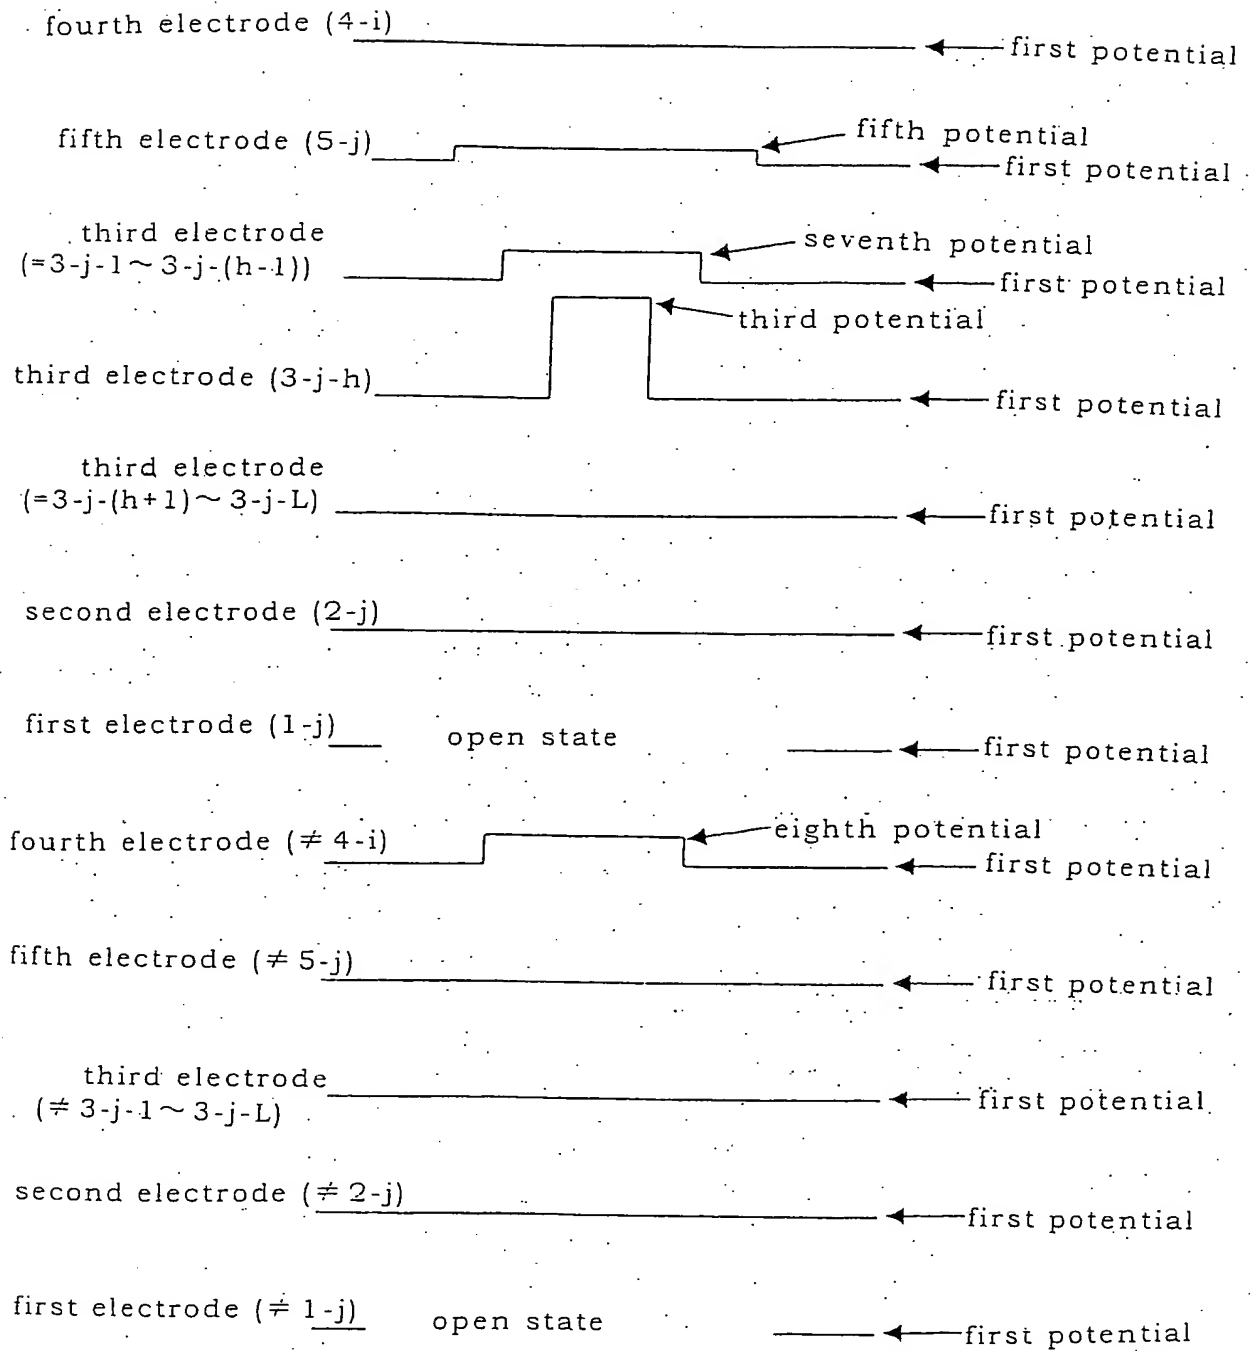 fourth electrode (4-i)
first potential
fifth electrode (5-j)
fifth potential
first potential
third electrode
(=3-j-1～3-j-(h-1))
seventh potential
first potential
third potential
third electrode (3-j-h)
first potential
third electrode
(=3-j-(h+1)～3-j-L)
first potential
second electrode (2-j)
first potential
first electrode (1-j)
open state
first potential
fourth electrode (≠ 4-i)
eighth potential
first potential
fifth electrode (≠ 5-j)
first potential
third electrode
(≠ 3-j-1～3-j-L)
first potential
second electrode (≠ 2-j)
first potential
first electrode (≠ 1-j)
open state
first potential